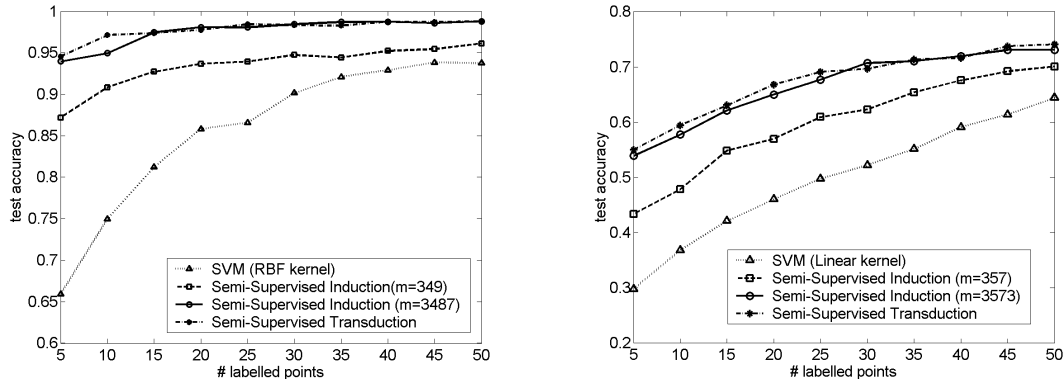 1
0.95
0.9
0.85
0.8
0.75
0.7
0.65
0.6
test accuracy
SVM (RBF kernel)
Semi-Supervised Induction(m=349)
Semi-Supervised Induction (m=3487)
Semi-Supervised Transduction
5 10 15 20 25 30 35 40 45 50
# labelled points
0.8
0.7
0.6
0.5
0.4
0.3
0.2
test accuracy
SVM (Linear kernel)
Semi-Supervised Induction (m=357)
Semi-Supervised Induction (m=3573)
Semi-Supervised Transduction
5 10 15 20 25 30 35 40 45 50
# labelled points